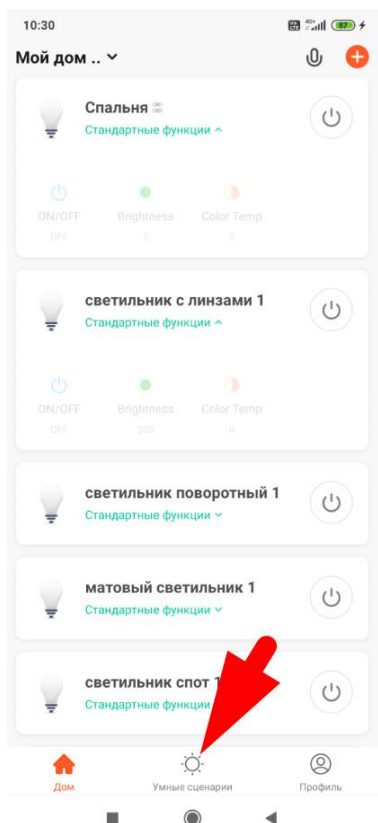 10:30
4G+
87
Мой дом ..
Спальня
Стандартные функции
ON/OFF Brightness Color Temp
OFF 5 0
светильник с линзами 1
Стандартные функции
ON/OFF Brightness Color Temp
OFF 200 0
светильник поворотный 1
Стандартные функции
матовый светильник 1
Стандартные функции
светильник спот 1
Стандартные функции
Дом Умные сценарии Профиль